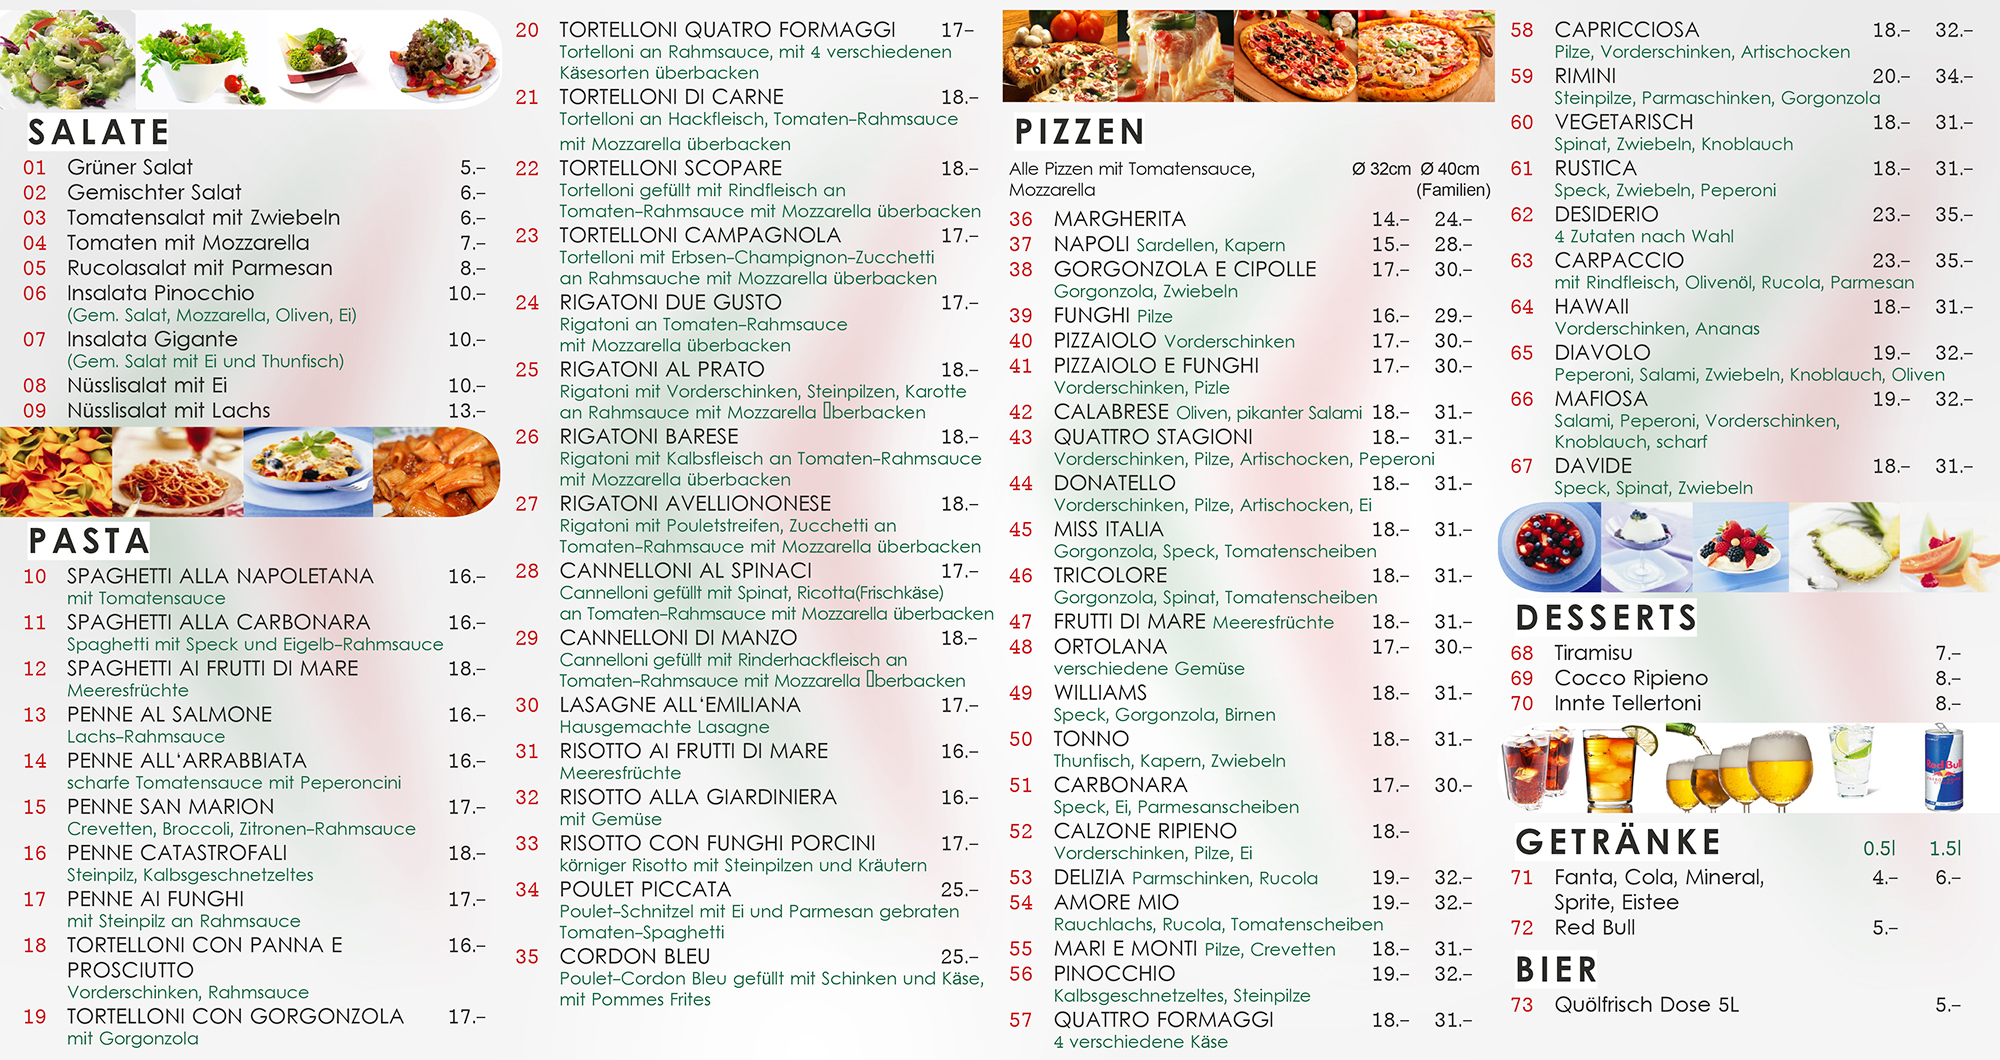 SALATE
01 Grüner Salat 5.-
02 Gemischter Salat 6.-
03 Tomatensalat mit Zwiebeln 6.-
04 Tomaten mit Mozzarella 7.-
05 Rucolasalat mit Parmesan 8.-
06 Insalata Pinocchio 10.-
(Gem. Salat, Mozzarella, Oliven, Ei)
07 Insalata Gigante 10.-
(Gem. Salat mit Ei und Thunfisch)
08 Nüsslisalat mit Ei 10.-
09 Nüsslisalat mit Lachs 13.-
PASTA
10 SPAGHETTI ALLA NAPOLETANA 16.-
mit Tomatensauce
11 SPAGHETTI ALLA CARBONARA 16.-
Spaghetti mit Speck und Eigelb-Rahmsauce
12 SPAGHETTI AI FRUTTI DI MARE 18.-
Meeresfrüchte
13 PENNE AL SALMONE 16.-
Lachs-Rahmsauce
14 PENNE ALL‘ARRABBIATA 16.-
scharfe Tomatensauce mit Peperoncini
15 PENNE SAN MARION 17.-
Crevetten, Broccoli, Zitronen-Rahmsauce
16 PENNE CATASTROFALI 18.-
Steinpilz, Kalbsgeschnetzeltes
17 PENNE AI FUNGHI 17.-
mit Steinpilz an Rahmsauce
18 TORTELLONI CON PANNA E 16.-
PROSCIUTTO
Vorderschinken, Rahmsauce
19 TORTELLONI CON GORGONZOLA 17.-
mit Gorgonzola
20 TORTELLONI QUATRO FORMAGGI 17-
Tortelloni an Rahmsauce, mit 4 verschiedenen
Käsesorten überbacken
21 TORTELLONI DI CARNE 18.-
Tortelloni an Hackfleisch, Tomaten-Rahmsauce
mit Mozzarella überbacken
22 TORTELLONI SCOPARE 18.-
Tortelloni gefüllt mit Rindfleisch an
Tomaten-Rahmsauce mit Mozzarella überbacken
23 TORTELLONI CAMPAGNOLA 17.-
Tortelloni mit Erbsen-Champignon-Zucchetti
an Rahmsauche mit Mozzarella überbacken
24 RIGATONI DUE GUSTO 17.-
Rigatoni an Tomaten-Rahmsauce
mit Mozzarella überbacken
25 RIGATONI AL PRATO 18.-
Rigatoni mit Vorderschinken, Steinpilzen, Karotte
an Rahmsauce mit Mozzarella ▯berbacken
26 RIGATONI BARESE 18.-
Rigatoni mit Kalbsfleisch an Tomaten-Rahmsauce
mit Mozzarella überbacken
27 RIGATONI AVELLIONONESE 18.-
Rigatoni mit Pouletstreifen, Zucchetti an
Tomaten-Rahmsauce mit Mozzarella überbacken
28 CANNELLONI AL SPINACI 17.-
Cannelloni gefüllt mit Spinat, Ricotta(Frischkäse)
an Tomaten-Rahmsauce mit Mozzarella überbacken
29 CANNELLONI DI MANZO 18.-
Cannelloni gefüllt mit Rinderhackfleisch an
Tomaten-Rahmsauce mit Mozzarella ▯berbacken
30 LASAGNE ALL‘EMILIANA 17.-
Hausgemachte Lasagne
31 RISOTTO AI FRUTTI DI MARE 16.-
Meeresfrüchte
32 RISOTTO ALLA GIARDINIERA 16.-
mit Gemüse
33 RISOTTO CON FUNGHI PORCINI 17.-
körniger Risotto mit Steinpilzen und Kräutern
34 POULET PICCATA 25.-
Poulet-Schnitzel mit Ei und Parmesan gebraten
Tomaten-Spaghetti
35 CORDON BLEU 25.-
Poulet-Cordon Bleu gefüllt mit Schinken und Käse,
mit Pommes Frites
PIZZEN
Alle Pizzen mit Tomatensauce, Ø 32cm Ø 40cm
Mozzarella (Familien)
36 MARGHERITA 14.- 24.-
37 NAPOLI Sardellen, Kapern 15.- 28.-
38 GORGONZOLA E CIPOLLE 17.- 30.-
Gorgonzola, Zwiebeln
39 FUNGHI Pilze 16.- 29.-
40 PIZZAIOLO Vorderschinken 17.- 30.-
41 PIZZAIOLO E FUNGHI 17.- 30.-
Vorderschinken, Pizle
42 CALABRESE Oliven, pikanter Salami 18.- 31.-
43 QUATTRO STAGIONI 18.- 31.-
Vorderschinken, Pilze, Artischocken, Peperoni
44 DONATELLO 18.- 31.-
Vorderschinken, Pilze, Artischocken, Ei
45 MISS ITALIA 18.- 31.-
Gorgonzola, Speck, Tomatenscheiben
46 TRICOLORE 18.- 31.-
Gorgonzola, Spinat, Tomatenscheiben
47 FRUTTI DI MARE Meeresfrüchte 18.- 31.-
48 ORTOLANA 17.- 30.-
verschiedene Gemüse
49 WILLIAMS 18.- 31.-
Speck, Gorgonzola, Birnen
50 TONNO 18.- 31.-
Thunfisch, Kapern, Zwiebeln
51 CARBONARA 17.- 30.-
Speck, Ei, Parmesanscheiben
52 CALZONE RIPIENO 18.-
Vorderschinken, Pilze, Ei
53 DELIZIA Parmschinken, Rucola 19.- 32.-
54 AMORE MIO 19.- 32.-
Rauchlachs, Rucola, Tomatenscheiben
55 MARI E MONTI Pilze, Crevetten 18.- 31.-
56 PINOCCHIO 19.- 32.-
Kalbsgeschnetzeltes, Steinpilze
57 QUATTRO FORMAGGI 18.- 31.-
4 verschiedene Käse
58 CAPRICCIOSA 18.- 32.-
Pilze, Vorderschinken, Artischocken
59 RIMINI 20.- 34.-
Steinpilze, Parmaschinken, Gorgonzola
60 VEGETARISCH 18.- 31.-
Spinat, Zwiebeln, Knoblauch
61 RUSTICA 18.- 31.-
Speck, Zwiebeln, Peperoni
62 DESIDERIO 23.- 35.-
4 Zutaten nach Wahl
63 CARPACCIO 23.- 35.-
mit Rindfleisch, Olivenöl, Rucola, Parmesan
64 HAWAII 18.- 31.-
Vorderschinken, Ananas
65 DIAVOLO 19.- 32.-
Peperoni, Salami, Zwiebeln, Knoblauch, Oliven
66 MAFIOSA 19.- 32.-
Salami, Peperoni, Vorderschinken,
Knoblauch, scharf
67 DAVIDE 18.- 31.-
Speck, Spinat, Zwiebeln
DESSERTS
68 Tiramisu 7.-
69 Cocco Ripieno 8.-
70 Innte Tellertoni 8.-
Red Bull
GETRÄNKE 0.5l 1.5l
71 Fanta, Cola, Mineral, 4.- 6.-
Sprite, Eistee
72 Red Bull 5.-
BIER
73 Quölfrisch Dose 5L 5.-